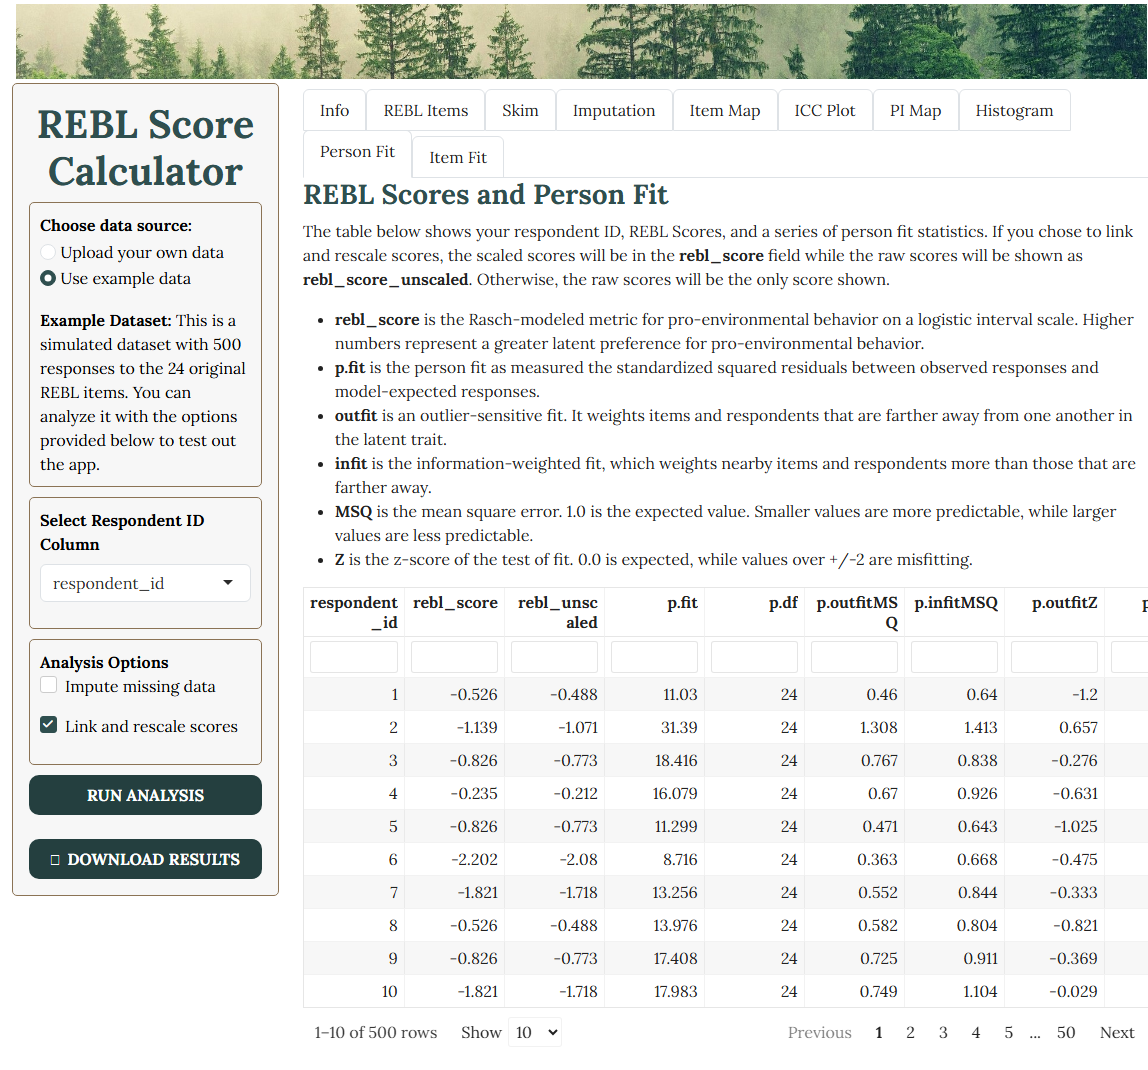 REBL Score
Calculator
Choose data source:
Upload your own data
Use example data
Example Dataset: This is a
simulated dataset with 500
responses to the 24 original
REBL items. You can
analyze it with the options
provided below to test out
the app.
Select Respondent ID
Column
respondent_id
Analysis Options
Impute missing data
Link and rescale scores
RUN ANALYSIS
DOWNLOAD RESULTS
Info REBL Items Skim Imputation Item Map ICC Plot PI Map Histogram
Person Fit Item Fit
REBL Scores and Person Fit
The table below shows your respondent ID, REBL Scores, and a series of person fit statistics. If you chose to link
and rescale scores, the scaled scores will be in the rebl_score field while the raw scores will be shown as
rebl_score_unscaled. Otherwise, the raw scores will be the only score shown.
• rebl_score is the Rasch-modeled metric for pro-environmental behavior on a logistic interval scale. Higher
numbers represent a greater latent preference for pro-environmental behavior.
• p.fit is the person fit as measured the standardized squared residuals between observed responses and
model-expected responses.
• outfit is an outlier-sensitive fit. It weights items and respondents that are farther away from one another in
the latent trait.
• infit is the information-weighted fit, which weights nearby items and respondents more than those that are
farther away.
• MSQ is the mean square error. 1.0 is the expected value. Smaller values are more predictable, while larger
values are less predictable.
• Z is the z-score of the test of fit. 0.0 is expected, while values over +/-2 are misfitting.
respondent rebl_score rebl_unsc p.fit p.df p.outfitMS p.infitMSQ p.outfitZ p
_id aled Q
1 -0.526 -0.488 11.03 24 0.46 0.64 -1.2
2 -1.139 -1.071 31.39 24 1.308 1.413 0.657
3 -0.826 -0.773 18.416 24 0.767 0.838 -0.276
4 -0.235 -0.212 16.079 24 0.67 0.926 -0.631
5 -0.826 -0.773 11.299 24 0.471 0.643 -1.025
6 -2.202 -2.08 8.716 24 0.363 0.668 -0.475
7 -1.821 -1.718 13.256 24 0.552 0.844 -0.333
8 -0.526 -0.488 13.976 24 0.582 0.804 -0.821
9 -0.826 -0.773 17.408 24 0.725 0.911 -0.369
10 -1.821 -1.718 17.983 24 0.749 1.104 -0.029
1–10 of 500 rows Show 10 Previous 1 2 3 4 5 ... 50 Next